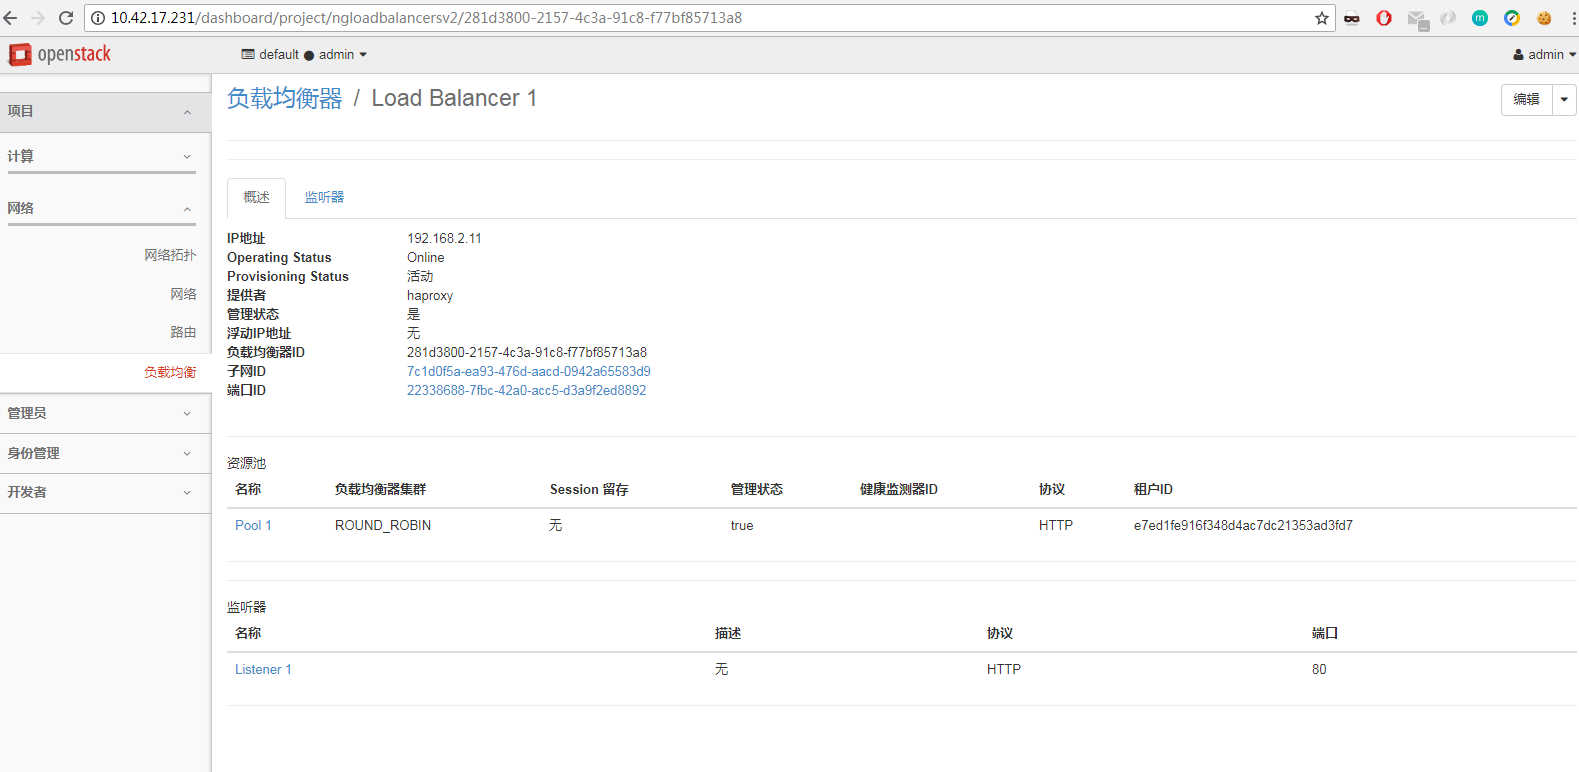 10.42.17.231/dashboard/project/ngloadbalancersv2/281d3800-2157-4c3a-91c8-f77bf85713a8
openstack
default ● admin
admin
项目
计算
网络
网络拓扑
网络
路由
负载均衡
管理员
身份管理
开发者
负载均衡器 / Load Balancer 1
编辑
概述 监听器
IP地址 192.168.2.11
Operating Status Online
Provisioning Status 活动
提供者 haproxy
管理状态 是
浮动IP地址 无
负载均衡器ID 281d3800-2157-4c3a-91c8-f77bf85713a8
子网ID 7c1d0f5a-ea93-476d-aacd-0942a65583d9
端口ID 22338688-7fbc-42a0-acc5-d3a9f2ed8892
资源池
名称 负载均衡器集群 Session 留存 管理状态 健康监测器ID 协议 租户ID
Pool 1 ROUND_ROBIN 无 true HTTP e7ed1fe916f348d4ac7dc21353ad3fd7
监听器
名称 描述 协议 端口
Listener 1 无 HTTP 80